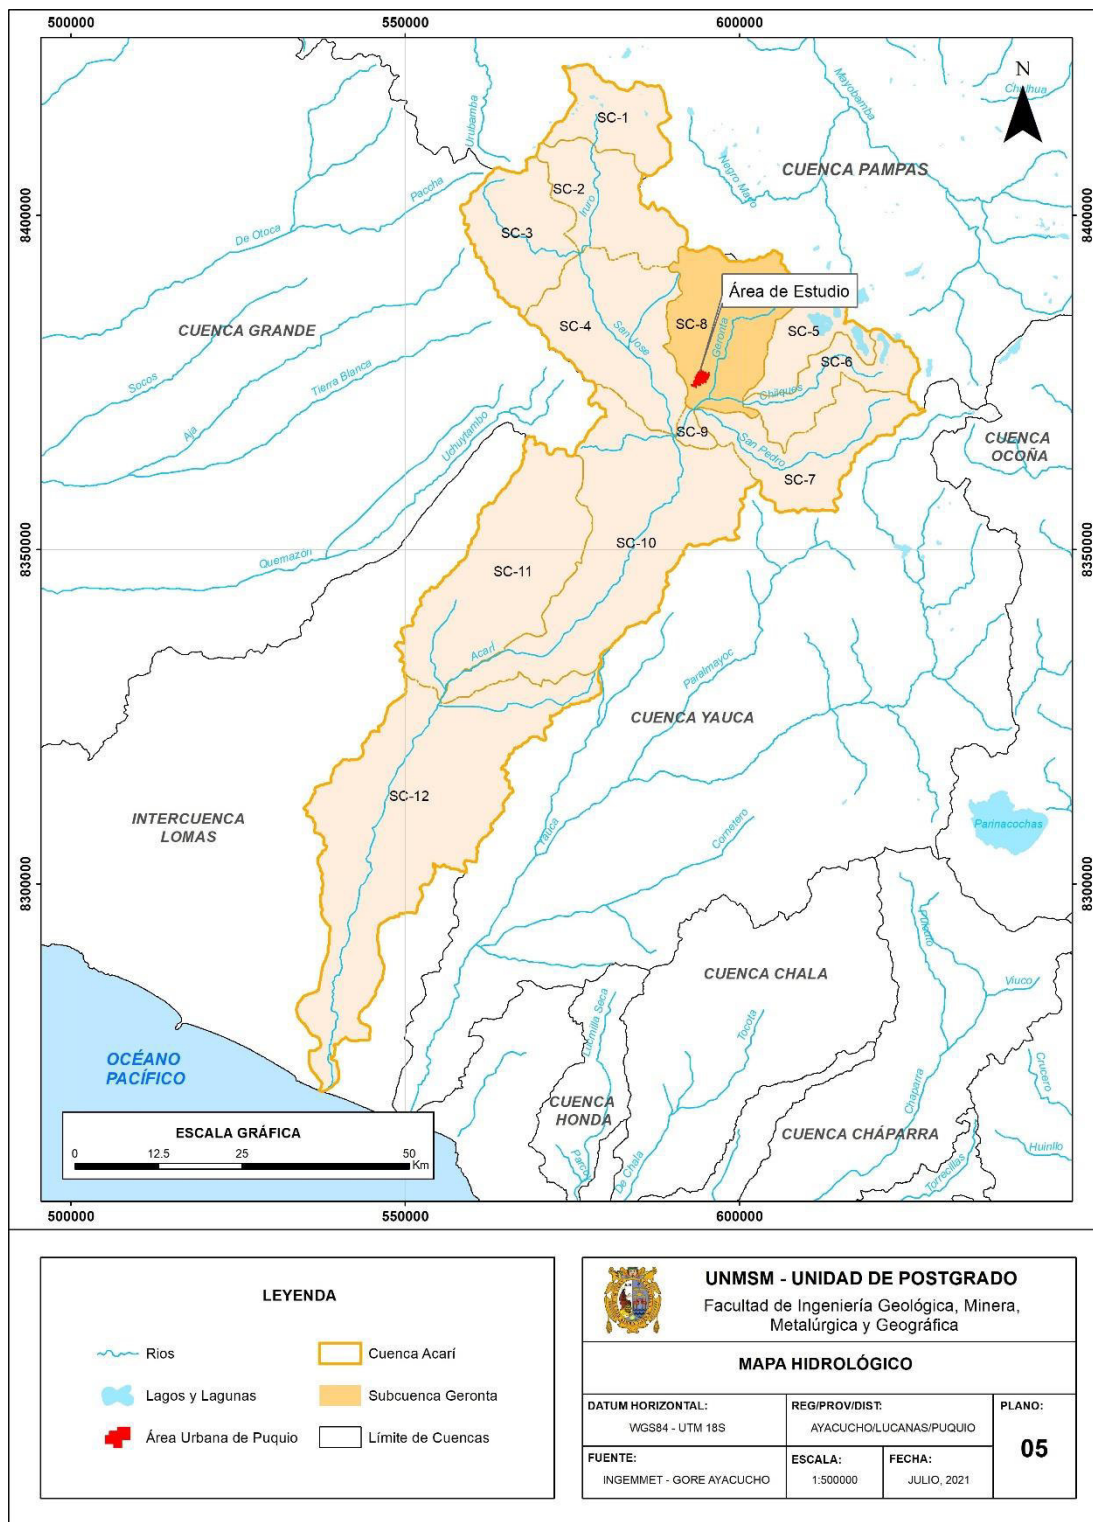 500000
550000
600000
N
Mayobamba
Chalhua
Urubamba
SC-1
Negro Mayo
CUENCA PAMPAS
Paccha
SC-2
Iruro
8400000
8400000
De Otoca
SC-3
Área de Estudio
CUENCA GRANDE
SC-4
San Jose
SC-8
Geronta
SC-5
SC-6
Socos
Tierra Blanca
Chilques
Aja
Uchuytambo
SC-9
San Pedro
CUENCA
OCOÑA
SC-7
Quemazon
SC-10
8350000
8350000
SC-11
Acarí
Paralmayoc
CUENCA YAUCA
SC-12
INTERCUENCA
LOMAS
Yauca
Cornetero
Parinacochas
8300000
8300000
CUENCA CHALA
Lucmilla Seca
Viuco
Tocota
OCÉANO
PACÍFICO
Crucero
Chaparra
CUENCA
HONDA
CUENCA CHÁPARRA
Huinllo
De Chala
Torrecillas
ESCALA GRÁFICA
0 12.5 25 50
Km
500000
550000
600000
LEYENDA
Rios
Cuenca Acarí
Lagos y Lagunas
Subcuenca Geronta
Área Urbana de Puquio
Límite de Cuencas
UNMSM - UNIDAD DE POSTGRADO
Facultad de Ingeniería Geológica, Minera,
Metalúrgica y Geográfica
MAPA HIDROLÓGICO
DATUM HORIZONTAL:
WGS84 - UTM 18S
REG/PROV/DIST:
AYACUCHO/LUCANAS/PUQUIO
PLANO:
05
FUENTE:
INGEMMET - GORE AYACUCHO
ESCALA:
1:500000
FECHA:
JULIO, 2021